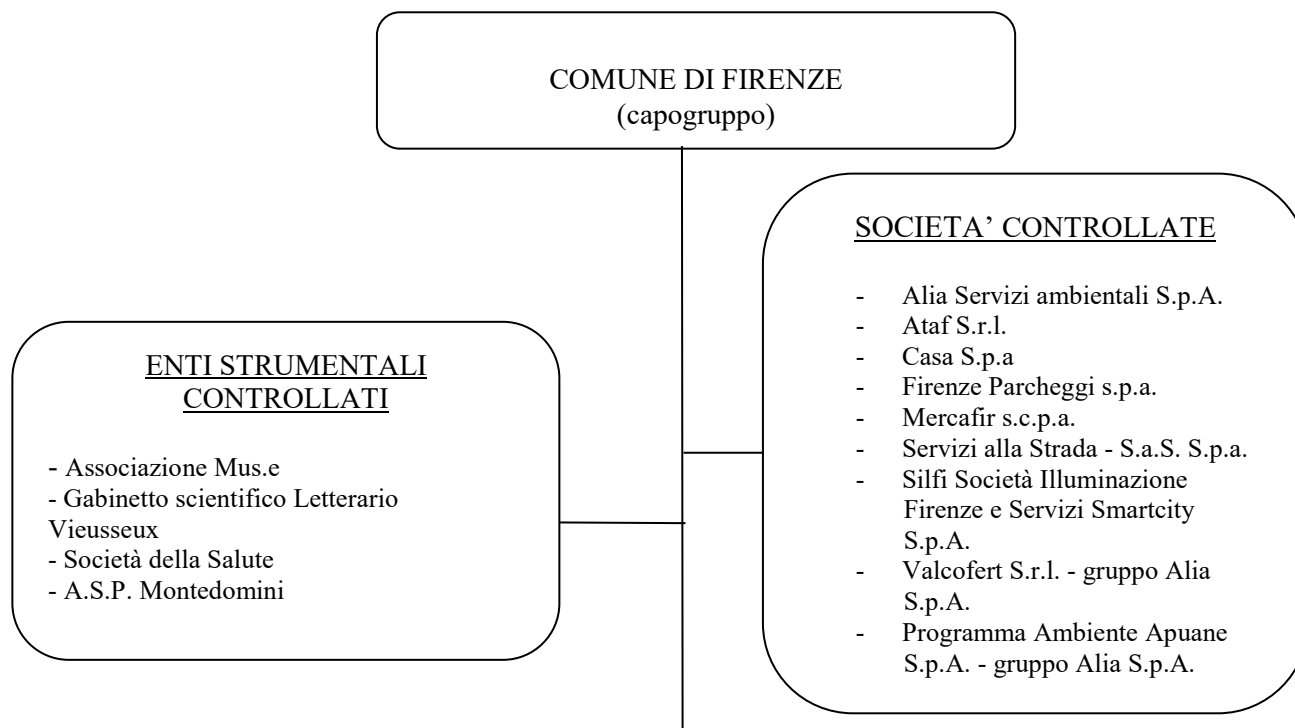 COMUNE DI FIRENZE
(capogruppo)
SOCIETA’ CONTROLLATE
- Alia Servizi ambientali S.p.A.
- Ataf S.r.l.
- Casa S.p.a
- Firenze Parcheggi s.p.a.
- Mercafir s.c.p.a.
- Servizi alla Strada - S.a.S. S.p.a.
- Silfi Società Illuminazione
Firenze e Servizi Smartcity
S.p.A.
- Valcofert S.r.l. - gruppo Alia
S.p.A.
- Programma Ambiente Apuane
S.p.A. - gruppo Alia S.p.A.
ENTI STRUMENTALI
CONTROLLATI
- Associazione Mus.e
- Gabinetto scientifico Letterario
Vieusseux
- Società della Salute
- A.S.P. Montedomini